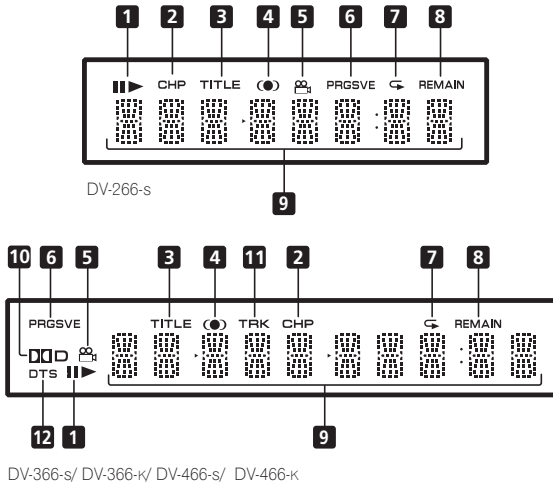 1 2 3 4 5 6 7 8
CHP TITLE PRGSVE REMAIN
DV-266-s
9
10 6 5 3 4 11 2 7 8
PRGSVE TITLE TRK CHP REMAIN
D
DTS
12 1 9
DV-366-s/ DV-366-K/ DV-466-s/ DV-466-K